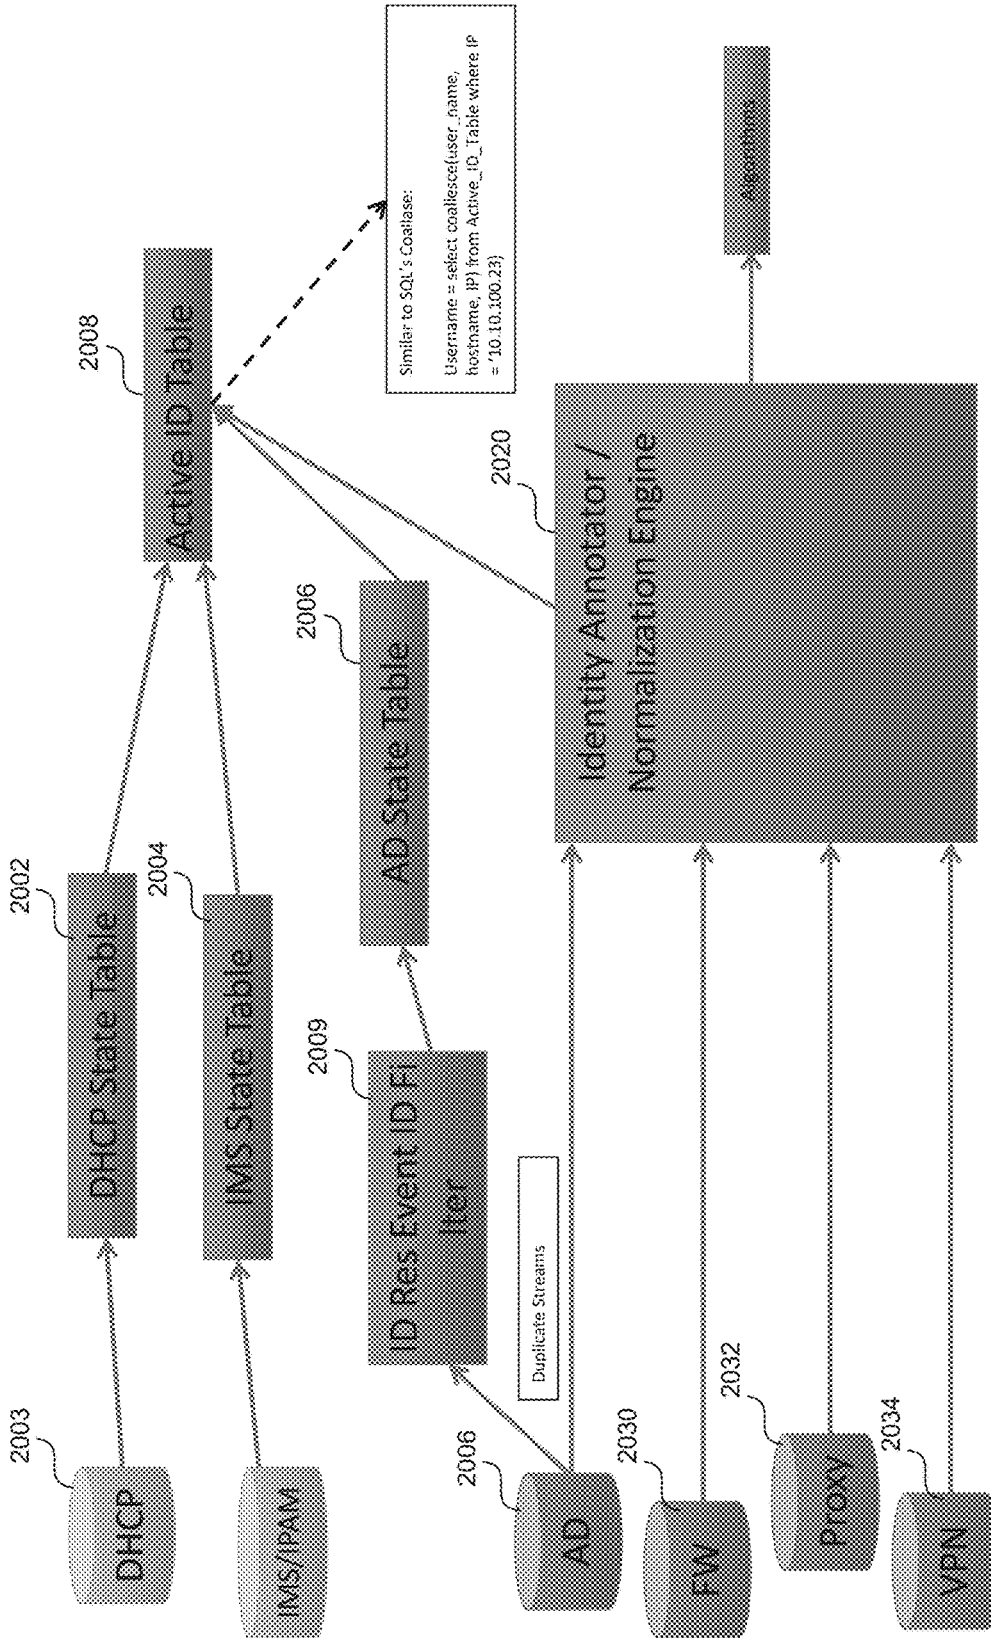 2003
DHCP
2002
DHCP State Table
IMS/IPAM
2004
IMS State Table
2008
Active ID Table
Similar to SQL's Coallase:
Username = select coallesce(user_name,
hostname, IP) from Active_ID_Table where IP
= '10.10.100.23)
2009
ID Res Event ID Fi
lter
2006
AD State Table
2006
AD
Duplicate Streams
2020
Identity Annotator /
Normalization Engine
Algorithms
2030
FW
2032
Proxy
2034
VPN